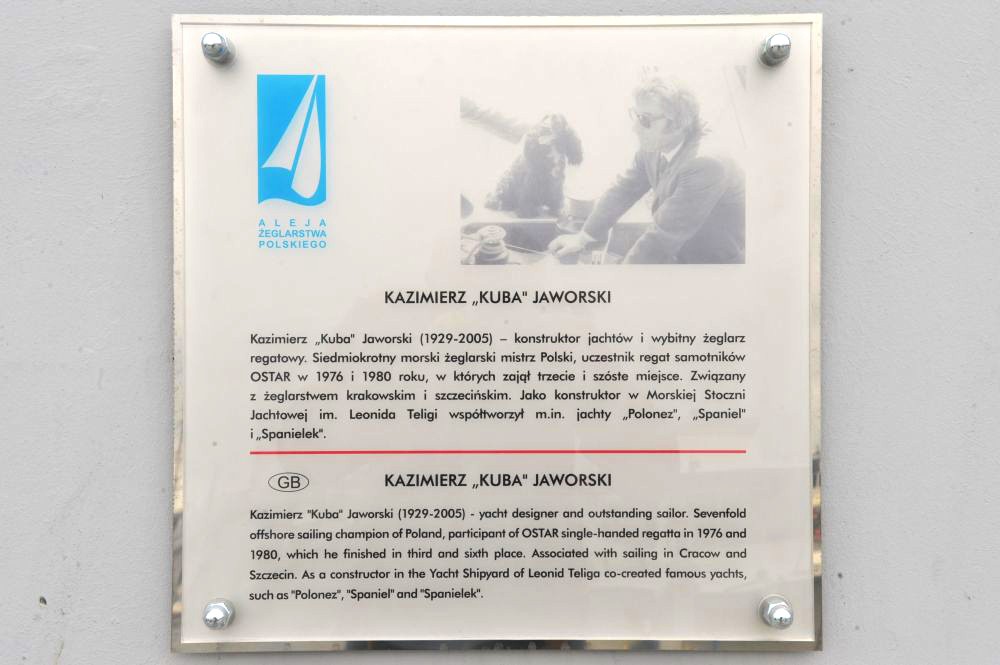 ALEJA
ŻEGLARSTWA
POLSKIEGO
KAZIMIERZ „KUBA" JAWORSKI
Kazimierz „Kuba" Jaworski (1929-2005) – konstruktor jachtów i wybitny żeglarz
regatowy. Siedmiokrotny morski żeglarski mistrz Polski, uczestnik regat samotników
OSTAR w 1976 i 1980 roku, w których zajął trzecie i szóste miejsce. Związany
z żeglarstwem krakowskim i szczecińskim. Jako konstruktor w Morskiej Stoczni
Jachtowej im. Leonida Teligi współtworzył m.in. jachty „Polonez", „Spaniel"
i „Spanielek".
GB
KAZIMIERZ „KUBA" JAWORSKI
Kazimierz "Kuba" Jaworski (1929-2005) - yacht designer and outstanding sailor. Sevenfold
offshore sailing champion of Poland, participant of OSTAR single-handed regatta in 1976 and
1980, which he finished in third and sixth place. Associated with sailing in Cracow and
Szczecin. As a constructor in the Yacht Shipyard of Leonid Teliga co-created famous yachts,
such as "Polonez", "Spaniel" and "Spanielek".